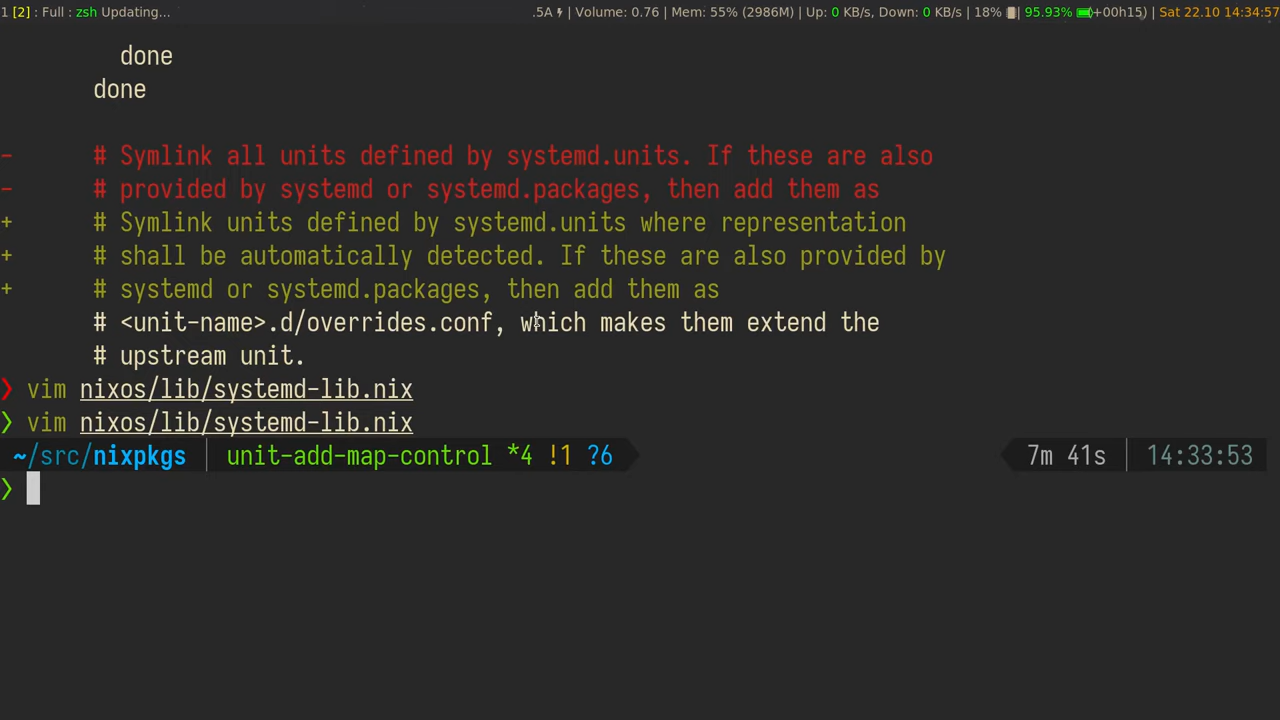 1 [2] : Full : zsh Updating... .5A | Volume: 0.76 | Mem: 55% (2986M) | Up: 0 KB/s, Down: 0 KB/s | 18% | 95.93% (+00h15) | Sat 22.10 14:34:57
done
done
- # Symlink all units defined by systemd.units. If these are also
- # provided by systemd or systemd.packages, then add them as
+ # Symlink units defined by systemd.units where representation
+ # shall be automatically detected. If these are also provided by
+ # systemd or systemd.packages, then add them as
# <unit-name>.d/overrides.conf, which makes them extend the
# upstream unit.
❯ vim nixos/lib/systemd-lib.nix
❯ vim nixos/lib/systemd-lib.nix
~/src/nixpkgs │ unit-add-map-control *4 !1 ?6 7m 41s │ 14:33:53
❯